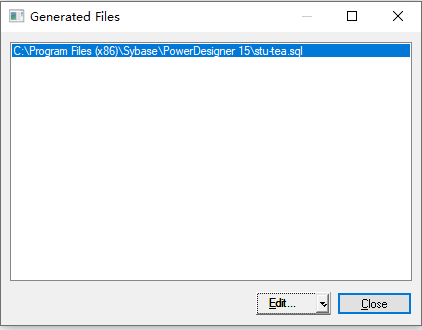 Generated Files
C:\Program Files (x86)\Sybase\PowerDesigner 15\stu-tea.sql
Edit...
Close